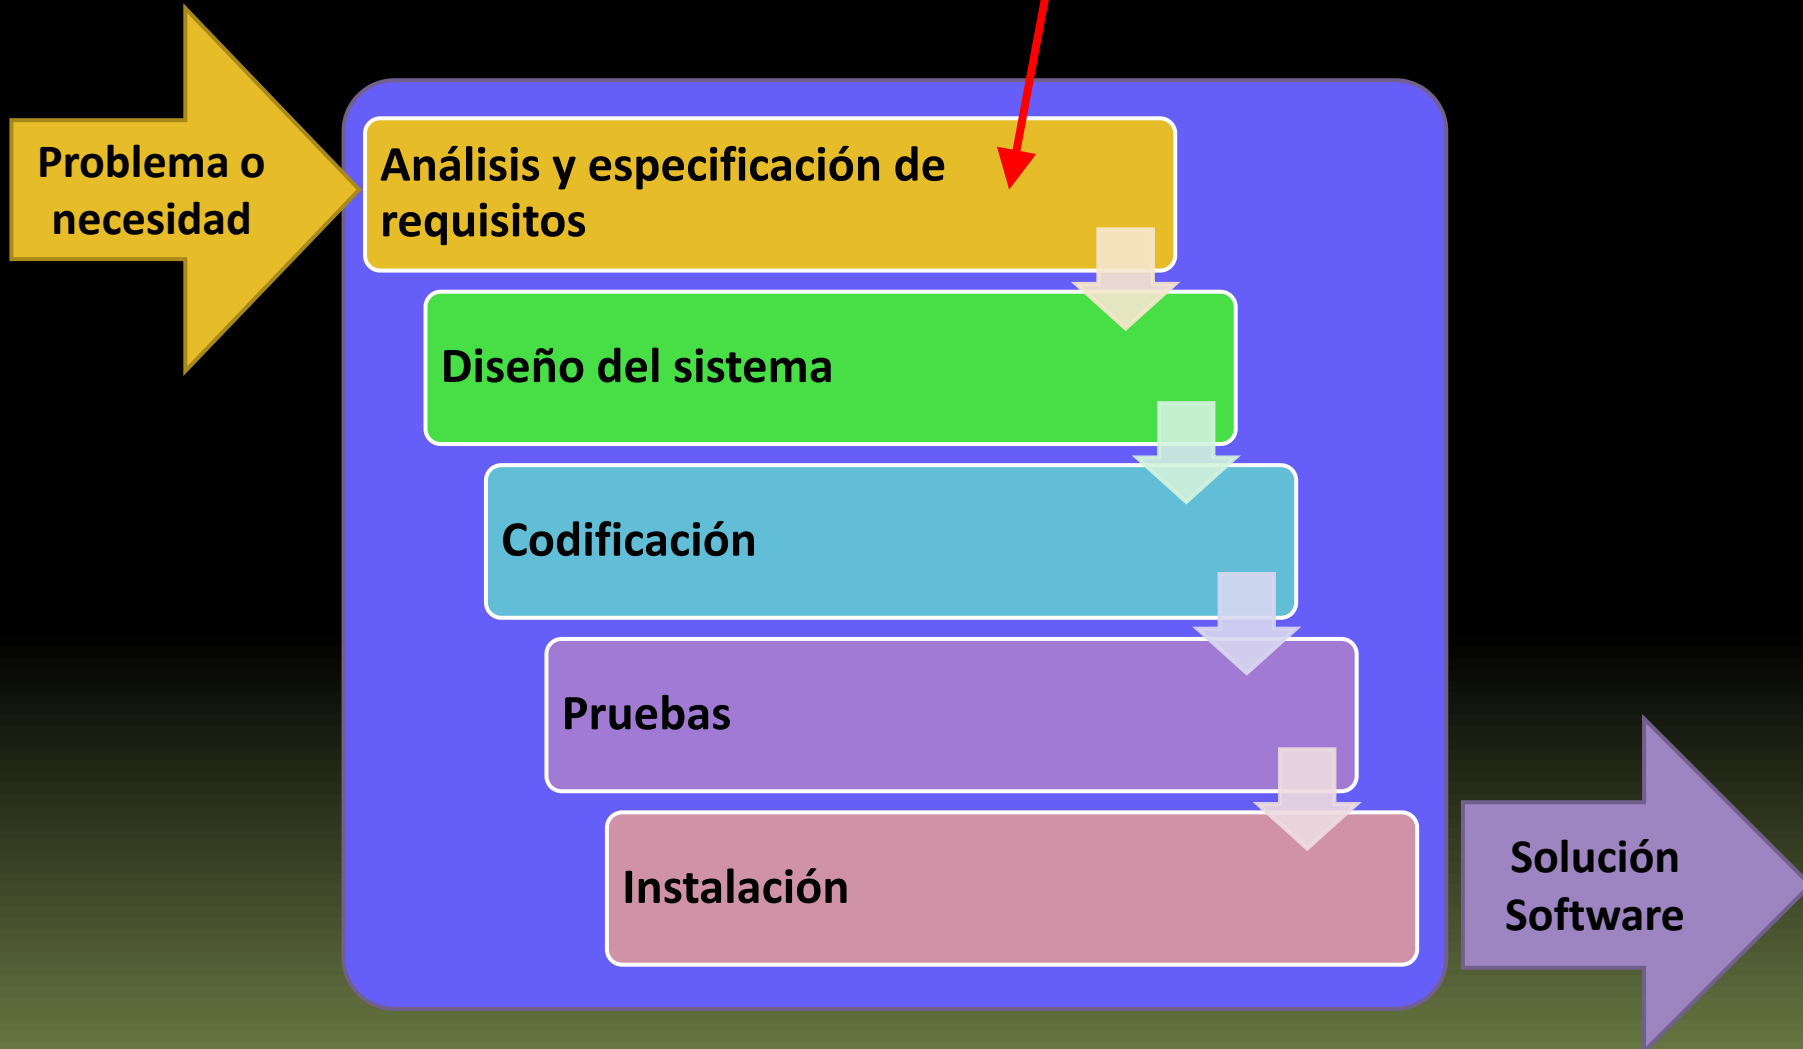 Problema o
necesidad
Análisis y especificación de
requisitos
Diseño del sistema
Codificación
Pruebas
Instalación
Solución
Software